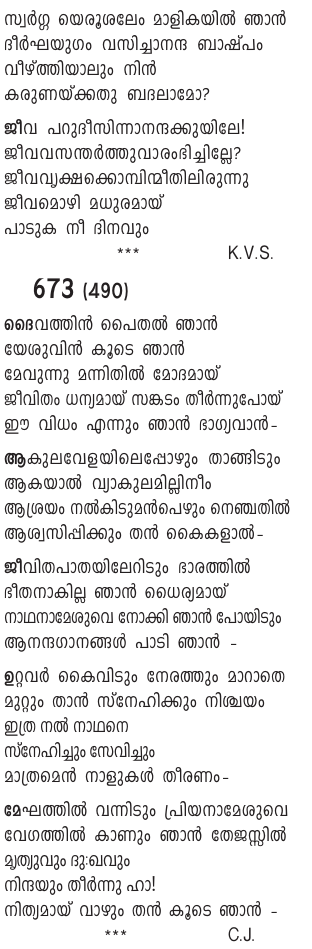 സ്വർഗ്ഗ യെരൂശലേം മാളികയിൽ ഞാൻ
ദീർഘയുഗം വസിച്ചാനന്ദ ബാഷ്പം
വീഴ്ത്തിയാലും നിൻ
കരുണയ്ക്കതു ബദലാമോ?
ജീവ പറുദീസിന്നാനന്ദക്കുയിലേ!
ജീവവസന്തർത്തുവാരംഭിച്ചില്ലേ?
ജീവവൃക്ഷക്കൊമ്പിന്മീതിലിരുന്നു
ജീവമൊഴി മധുരമായ്
പാടുക നീ ദിനവും
*** K.V.S.
673 (490)
ദൈവത്തിൻ പൈതൽ ഞാൻ
യേശുവിൻ കൂടെ ഞാൻ
മേവുന്നു മന്നിതിൽ മോദമായ്
ജീവിതം ധന്യമായ് സങ്കടം തീർന്നുപോയ്
ഈ വിധം എന്നും ഞാൻ ഭാഗ്യവാൻ-
ആകുലവേളയിലെപ്പോഴും താങ്ങിടും
ആകയാൽ വ്യാകുലമില്ലിനീം
ആശ്രയം നൽകിടുമൻപെഴും നെഞ്ചതിൽ
ആശ്വസിപ്പിക്കും തൻ കൈകളാൽ-
ജീവിതപാതയിലേറിടും ഭാരത്തിൽ
ഭീതനാകില്ല ഞാൻ ധൈര്യമായ്
നാഥനാമേശുവെ നോക്കി ഞാൻ പോയിടും
ആനന്ദഗാനങ്ങൾ പാടി ഞാൻ -
ഉറ്റവർ കൈവിടും നേരത്തും മാറാതെ
മുറ്റും താൻ സ്നേഹിക്കും നിശ്ചയം
ഇത്ര നൽ നാഥനെ
സ്നേഹിച്ചും സേവിച്ചും
മാത്രമെൻ നാളുകൾ തീരണം-
മേഘത്തിൽ വന്നിടും പ്രിയനാമേശുവെ
വേഗത്തിൽ കാണും ഞാൻ തേജസ്സിൽ
മൃത്യുവും ദുഃഖവും
നിന്ദയും തീർന്നു ഹാ!
നിത്യമായ് വാഴും തൻ കൂടെ ഞാൻ -
*** C.J.